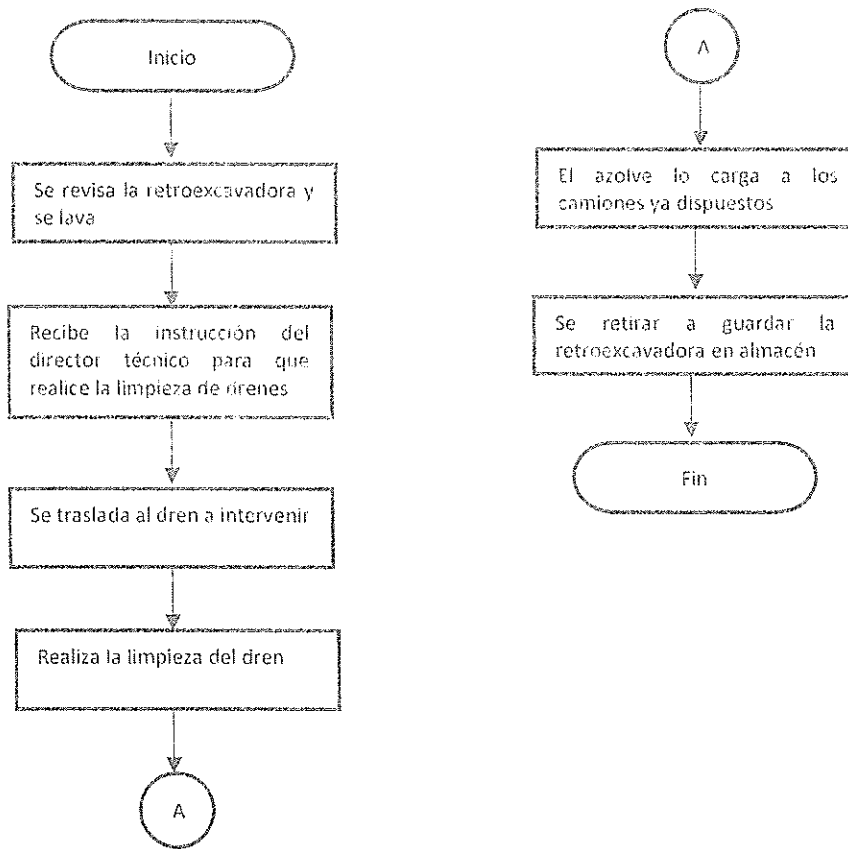 Inicio
Se revisa la retroexcavadora y
se lava
Recibe la instrucción del
director técnico para que
realice la limpieza de drenes
Se traslada al dren a intervenir
Realiza la limpieza del dren
A
A
El azolve lo carga a los
camiones ya dispuestos
Se retirar a guardar la
retroexcavadora en almacén
Fin